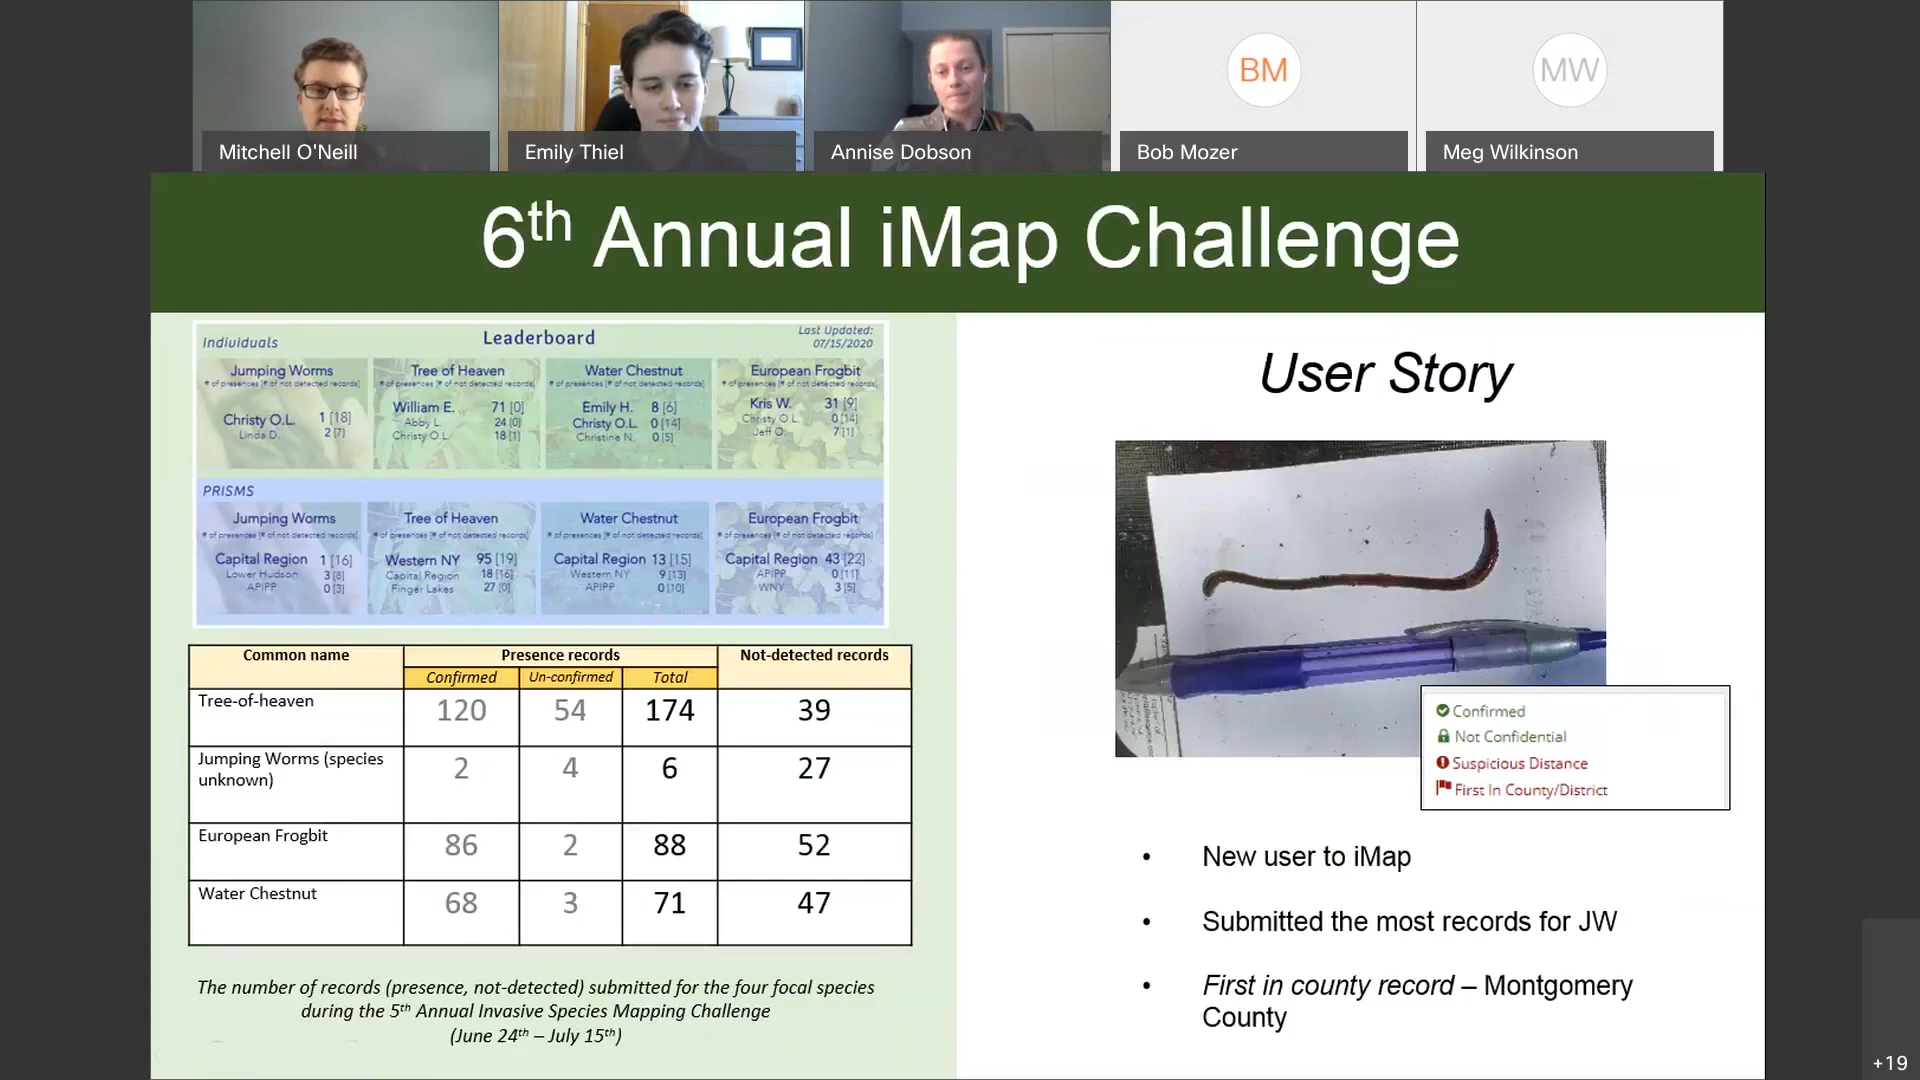 Mitchell O'Neill
Emily Thiel
Annise Dobson
BM
Bob Mozer
MW
Meg Wilkinson
6th Annual iMap Challenge
Individuals
Leaderboard
Last Updated:
07/15/2020
Jumping Worms
# of presences [# of not detected records]
Christy O.L. 1 [18]
Linda D. 2 [7]
Tree of Heaven
# of presences [# of not detected records]
William E. 71 [0]
Abby L. 24 [0]
Christy O.L. 18 [1]
Water Chestnut
# of presences [# of not detected records]
Emily H. 8 [6]
Christy O.L. 0 [14]
Christine N. 0 [5]
European Frogbit
# of presences [# of not detected records]
Kris W. 31 [9]
Christy O.L. 0 [14]
Jeff O. 7 [1]
PRISMS
Jumping Worms
# of presences [# of not detected records]
Capital Region 1 [16]
Lower Hudson 3 [8]
APIPP 0 [3]
Tree of Heaven
# of presences [# of not detected records]
Western NY 95 [19]
Capital Region 18 [16]
Finger Lakes 27 [0]
Water Chestnut
# of presences [# of not detected records]
Capital Region 13 [15]
Western NY 9 [13]
APIPP 0 [10]
European Frogbit
# of presences [# of not detected records]
Capital Region 43 [22]
APIPP 0 [11]
WNY 3 [5]
Common name Presence records Not-detected records
Confirmed Un-confirmed Total
Tree-of-heaven 120 54 174 39
Jumping Worms (species
unknown) 2 4 6 27
European Frogbit 86 2 88 52
Water Chestnut 68 3 71 47
The number of records (presence, not-detected) submitted for the four focal species
during the 5th Annual Invasive Species Mapping Challenge
(June 24th – July 15th)
User Story
Confirmed
Not Confidential
Suspicious Distance
First In County/District
• New user to iMap
• Submitted the most records for JW
• First in county record – Montgomery
County
+19